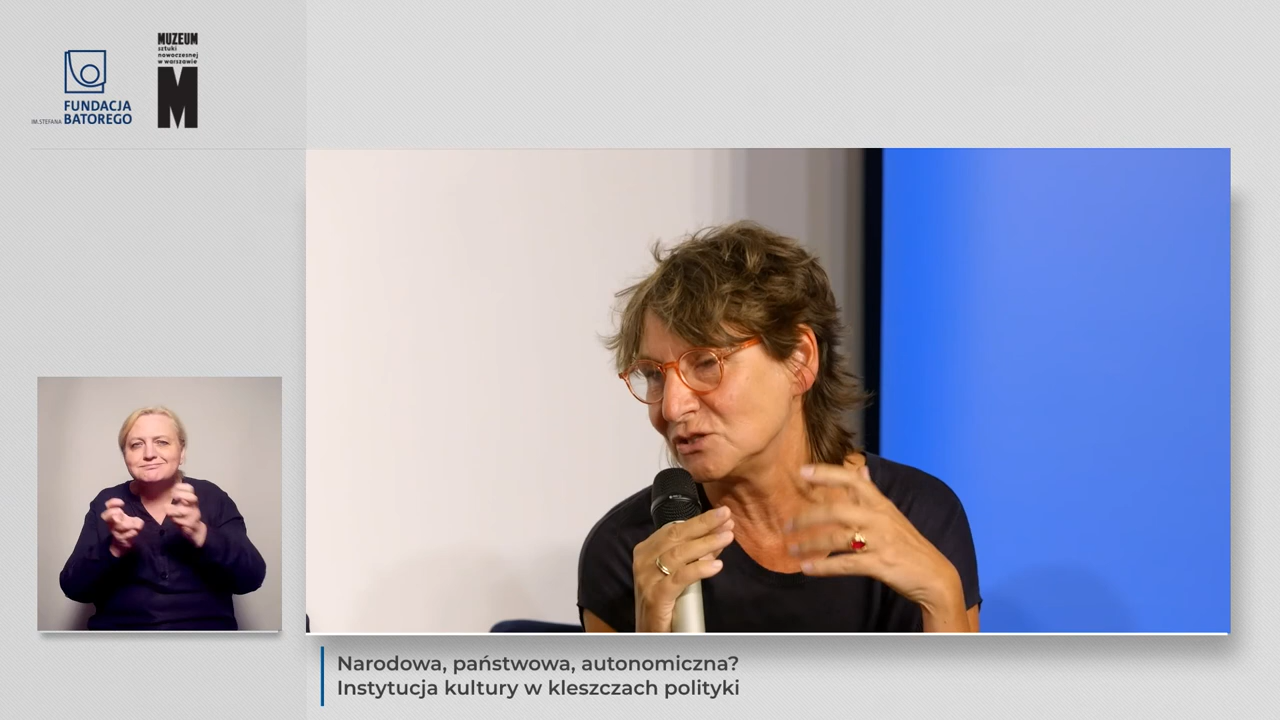 MUZEUM
sztuki
nowoczesnej
w warszawie
M
FUNDACJA
IM. STEFANA BATOREGO
Narodowa, państwowa, autonomiczna?
Instytucja kultury w kleszczach polityki